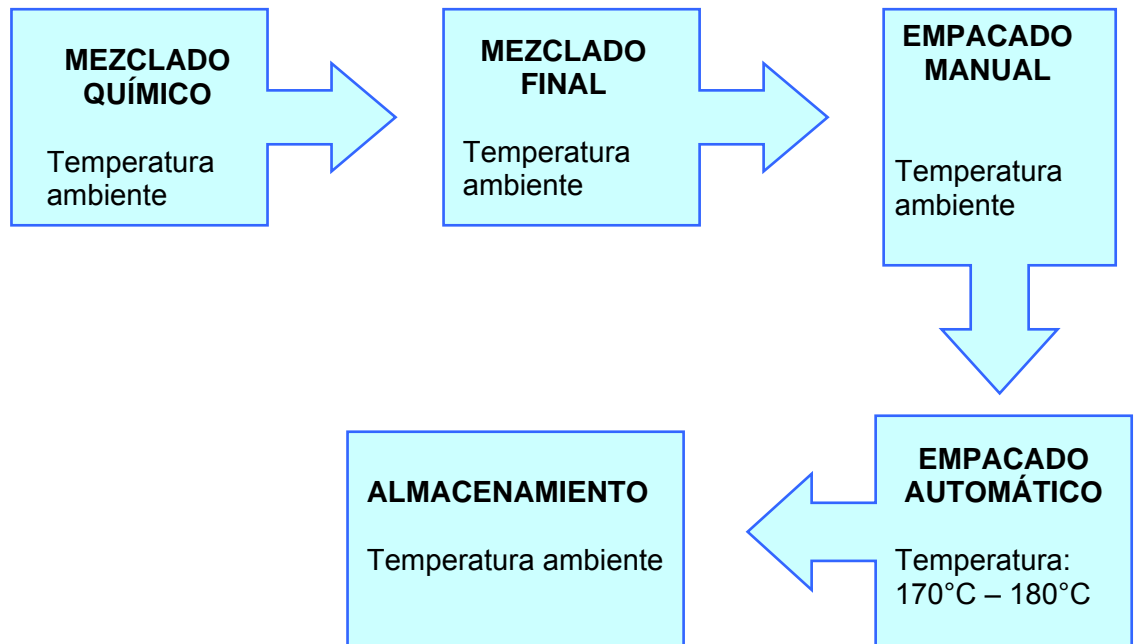 MEZCLADO
QUÍMICO
Temperatura
ambiente
MEZCLADO
FINAL
Temperatura
ambiente
EMPACADO
MANUAL
Temperatura
ambiente
EMPACADO
AUTOMÁTICO
Temperatura:
170°C – 180°C
ALMACENAMIENTO
Temperatura ambiente